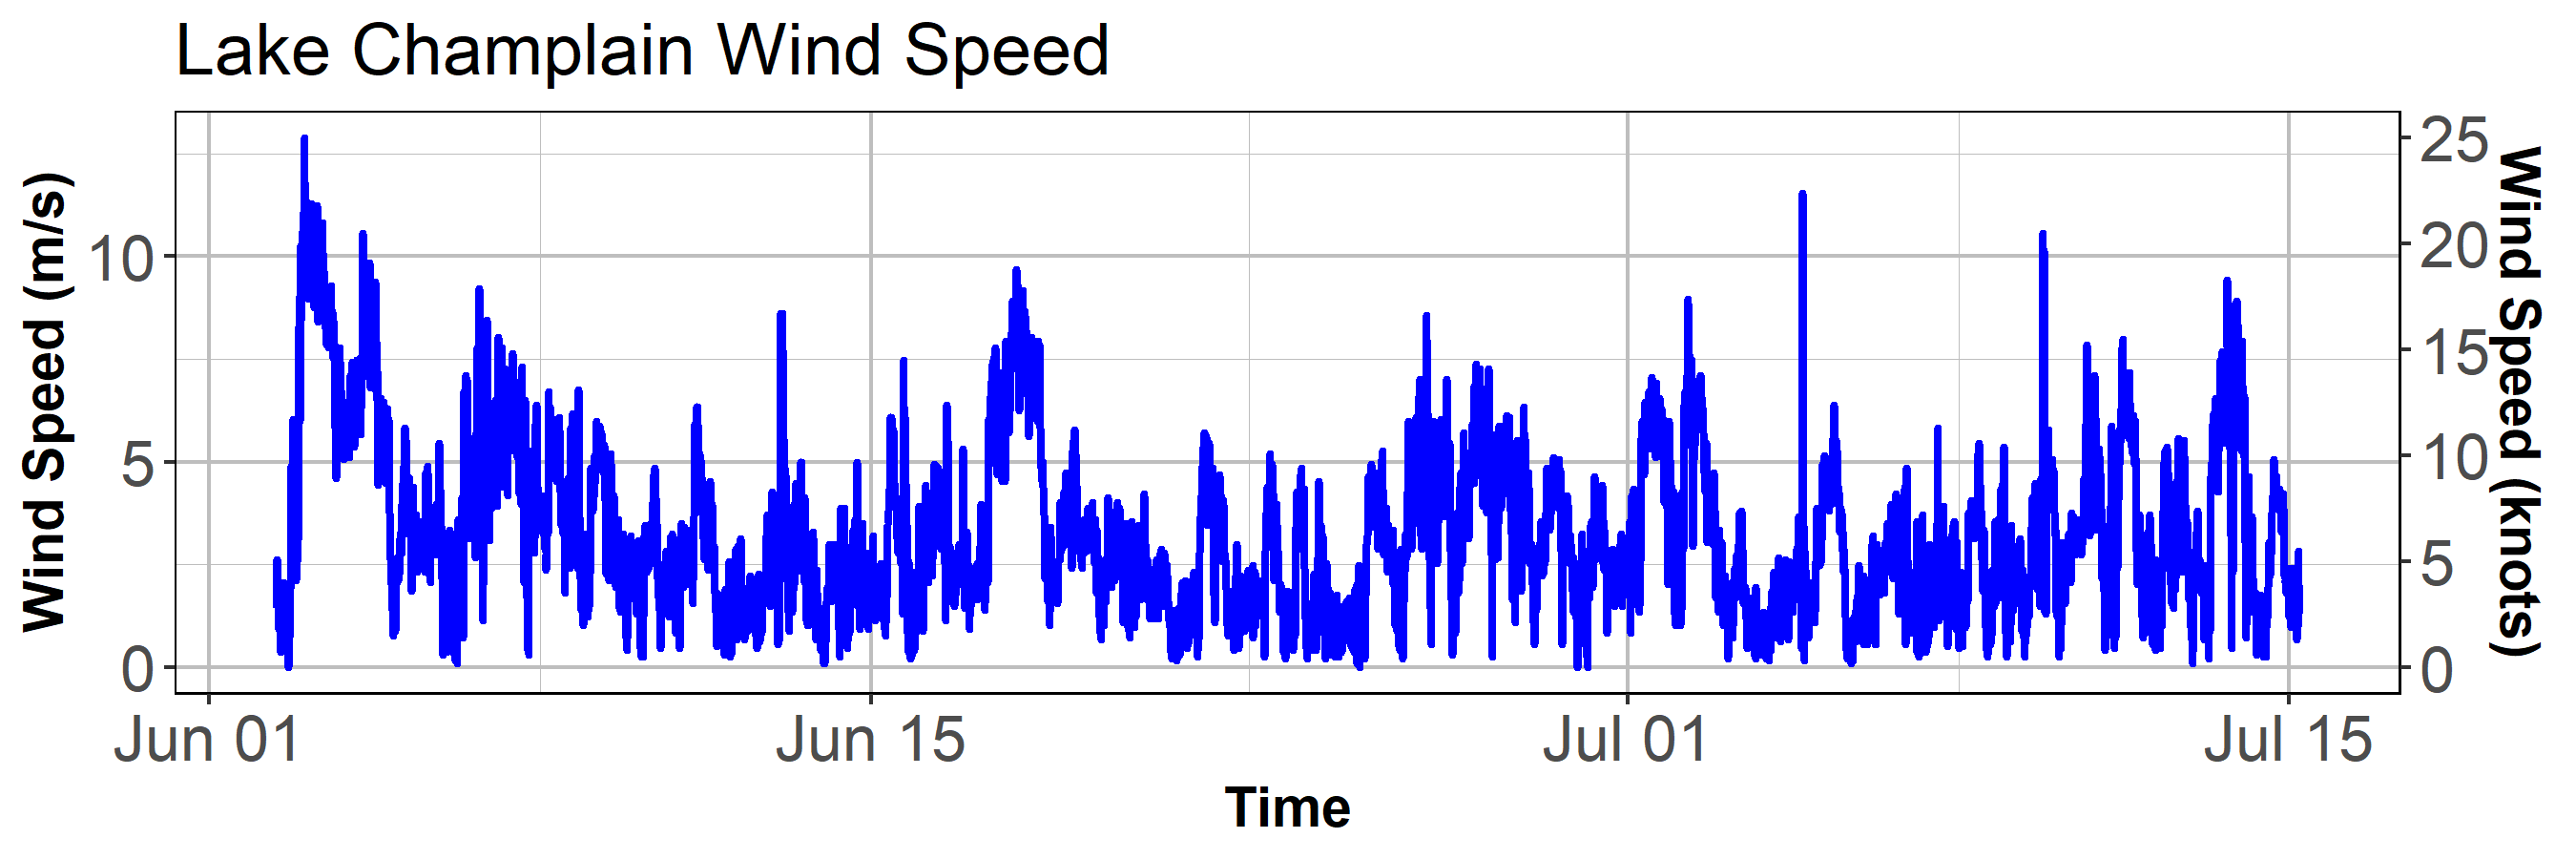 Lake Champlain Wind Speed
Wind Speed (m/s)
10
5
0
25
20
15
10
5
0
Wind Speed (knots)
Jun 01
Jun 15
Jul 01
Jul 15
Time